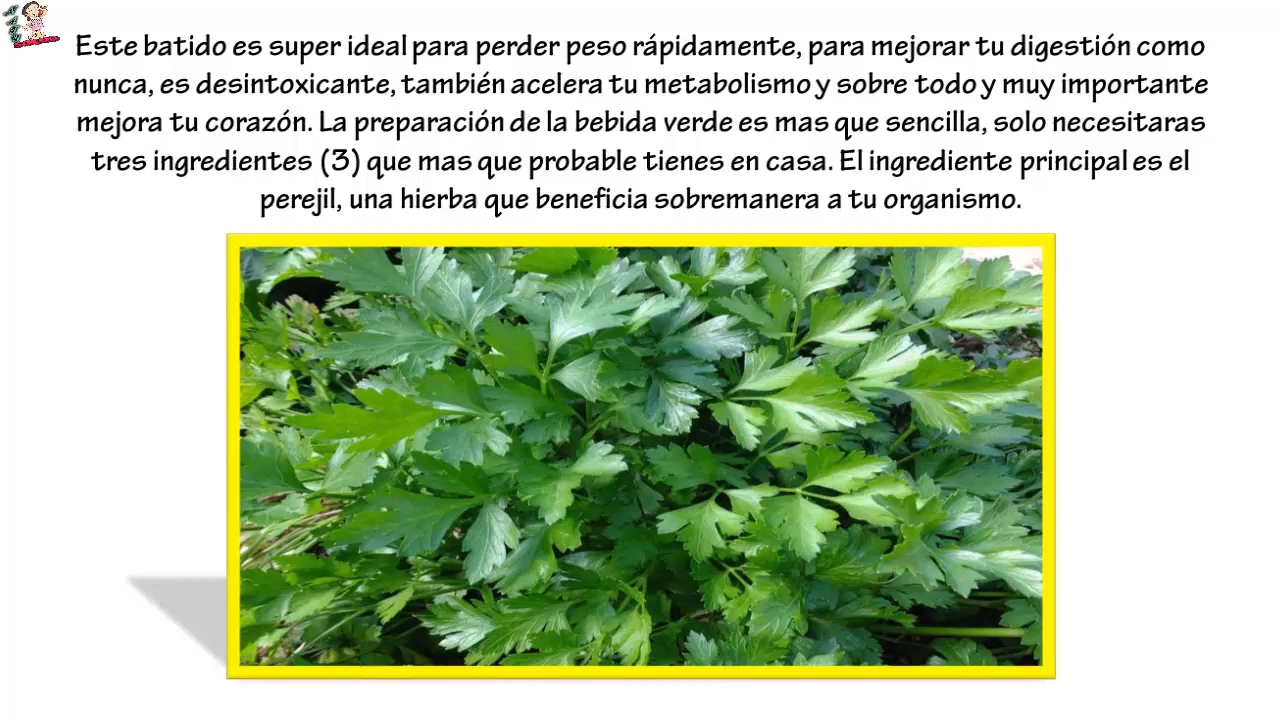 Este batido es super ideal para perder peso rápidamente, para mejorar tu digestión como
nunca, es desintoxicante, también acelera tu metabolismo y sobre todo y muy importante
mejora tu corazón. La preparación de la bebida verde es mas que sencilla, solo necesitaras
tres ingredientes (3) que mas que probable tienes en casa. El ingrediente principal es el
perejil, una hierba que beneficia sobremanera a tu organismo.